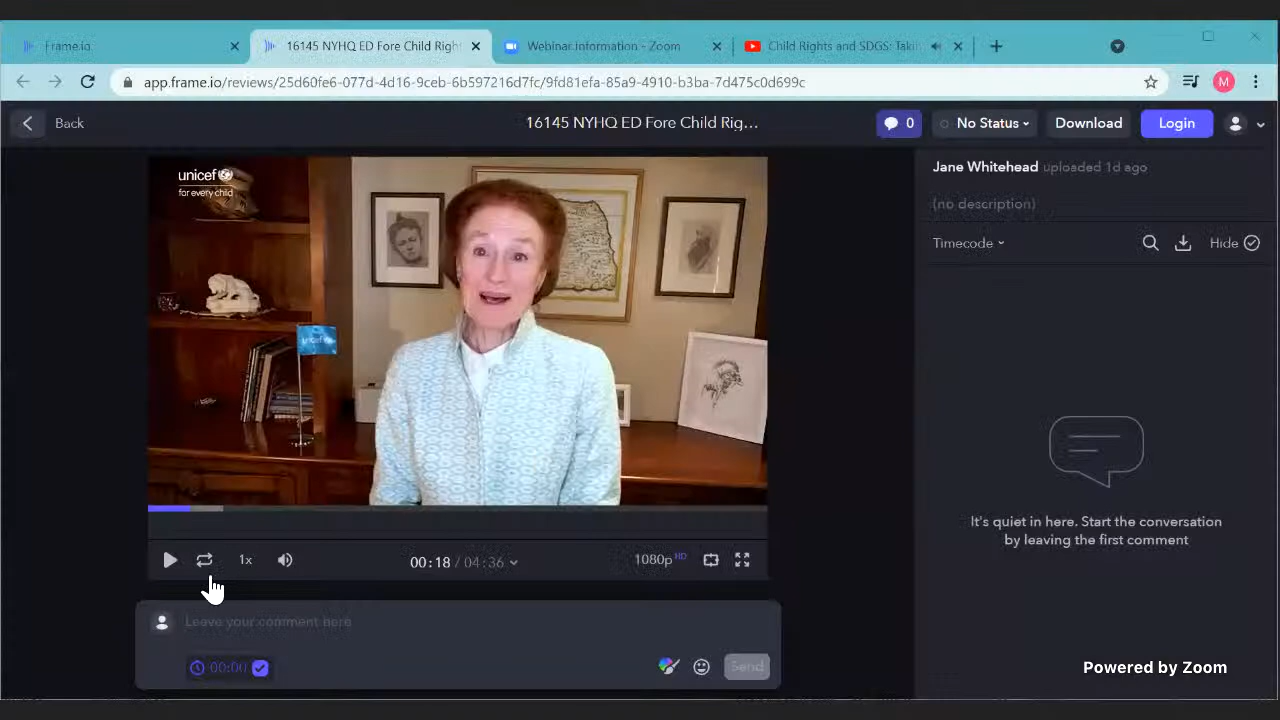 Frame.io
16145 NYHQ ED Fore Child Righ
Webinar Information - Zoom
Child Rights and SDGS: Takin
app.frame.io/reviews/25d60fe6-077d-4d16-9ceb-6b597216d7fc/9fd81efa-85a9-4910-b3ba-7d475c0d699c
M
Back
16145 NYHQ ED Fore Child Rig...
0
No Status
Download
Login
unicef
for every child
unicef
Jane Whitehead uploaded 1d ago
(no description)
Timecode
Hide
It's quiet in here. Start the conversation
by leaving the first comment
1x
00:18 / 04:36
1080p HD
Leave your comment here
00:00
Send
Powered by Zoom